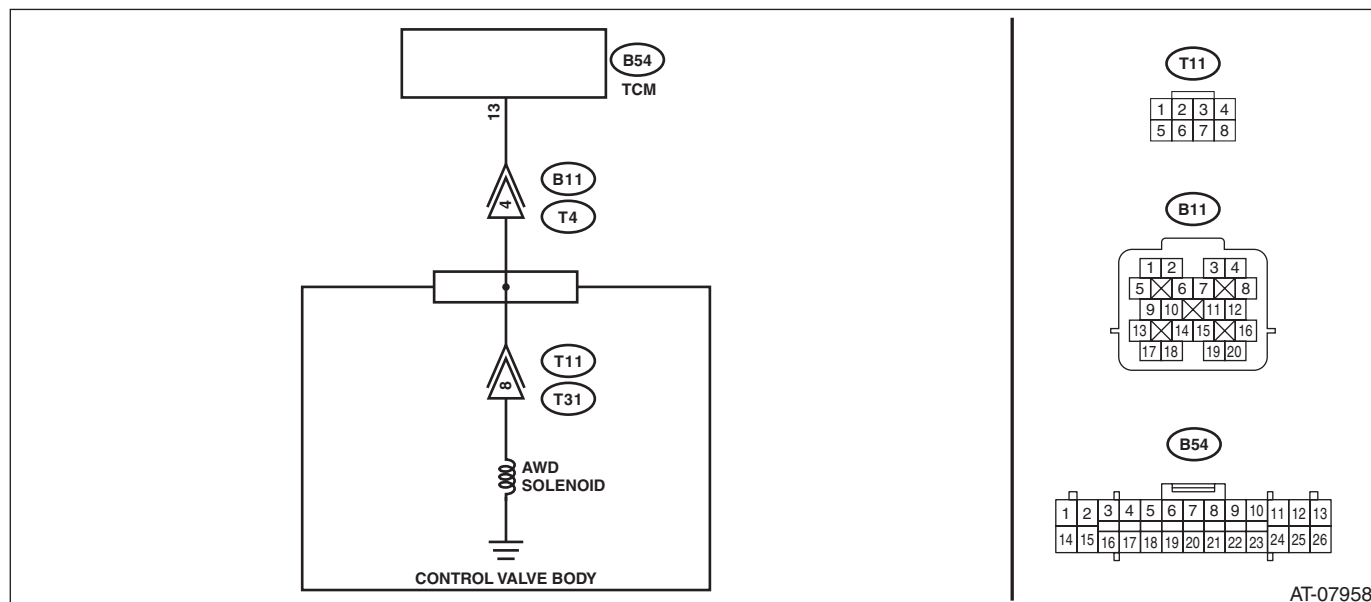 B54
TCM
13
B11
4
T4
T11
8
T31
AWD
SOLENOID
CONTROL VALVE BODY
T11
1 2 3 4
5 6 7 8
B11
1 2 3 4
5 6 7 8
9 10 11 12
13 14 15 16
17 18 19 20
B54
1 2 3 4 5 6 7 8 9 10 11 12 13
14 15 16 17 18 19 20 21 22 23 24 25 26
AT-07958